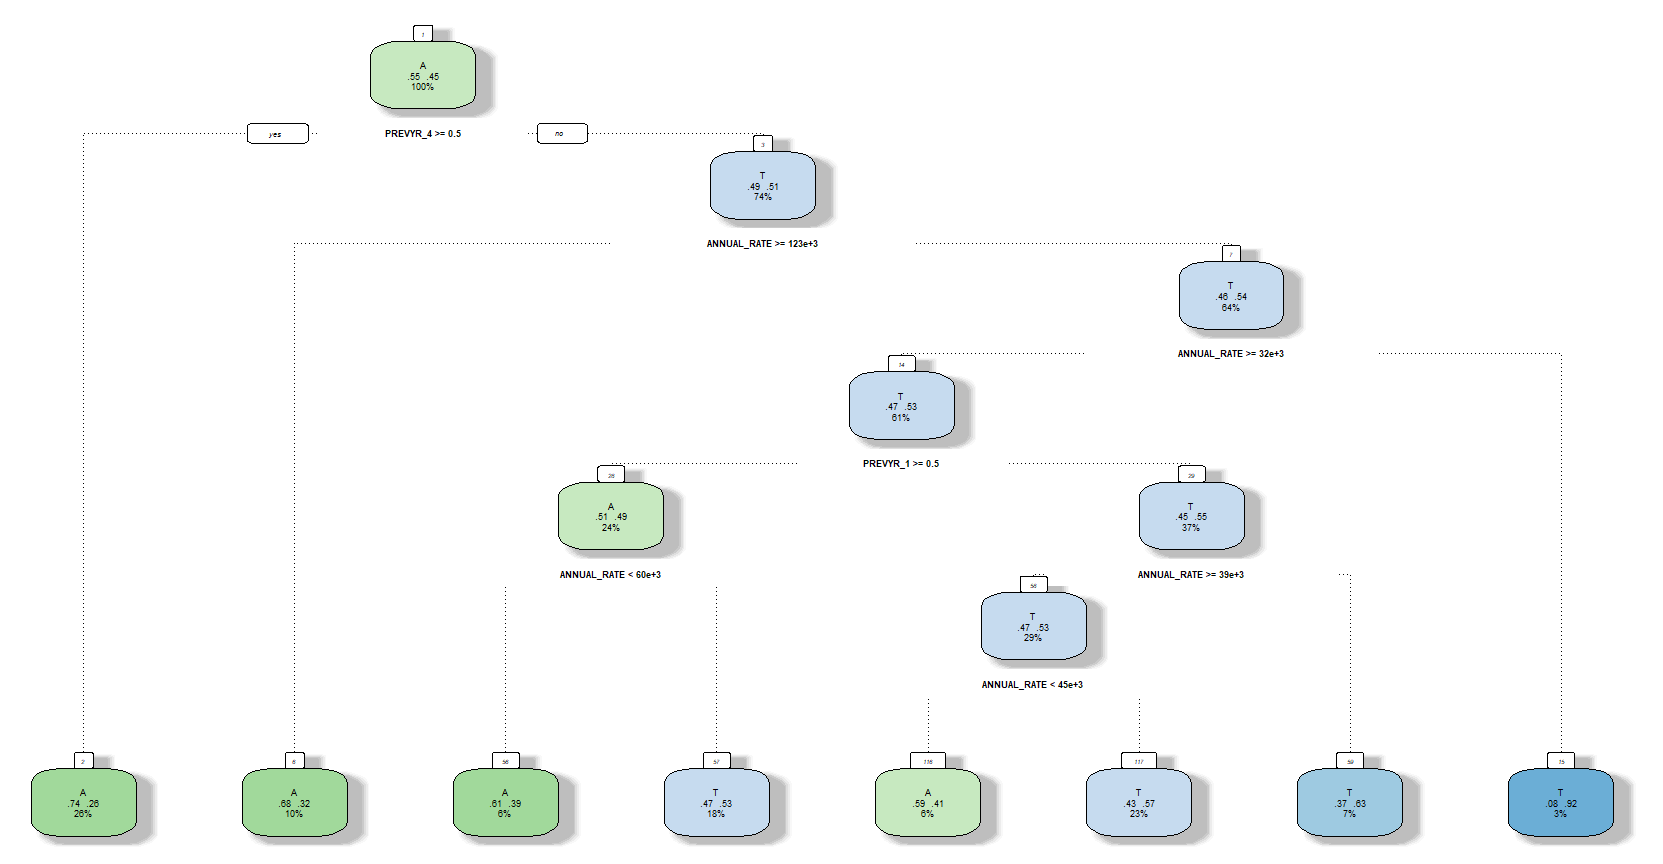 1
A
.55 .45
100%
yes
PREVYR_4 >= 0.5
no
3
T
.49 .51
74%
ANNUAL_RATE >= 123e+3
7
T
.46 .54
64%
ANNUAL_RATE >= 32e+3
14
T
.47 .53
61%
PREVYR_1 >= 0.5
28
A
.51 .49
24%
ANNUAL_RATE < 60e+3
29
T
.45 .55
37%
ANNUAL_RATE >= 39e+3
58
T
.47 .53
29%
ANNUAL_RATE < 45e+3
2
A
.74 .26
26%
6
A
.68 .32
10%
56
A
.61 .39
6%
57
T
.47 .53
18%
116
A
.59 .41
6%
117
T
.43 .57
23%
59
T
.37 .63
7%
15
T
.08 .92
3%